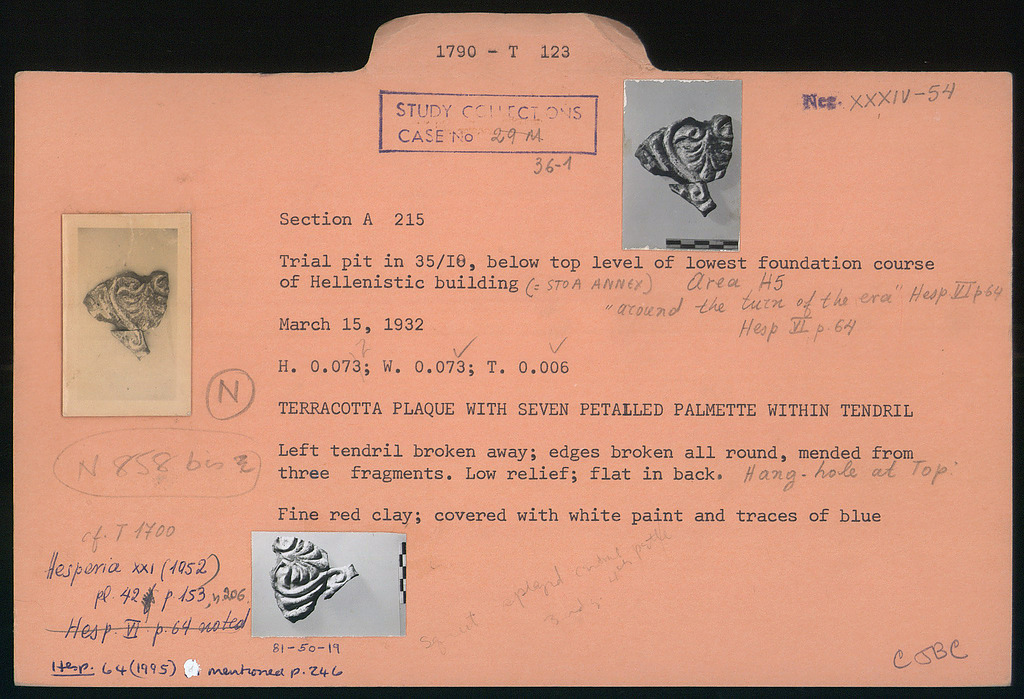 1790 - T 123
STUDY COLLECTIONS
CASE No 29 M
36-1
Neg. XXXIV-54
Section A 215
Trial pit in 35/IΘ, below top level of lowest foundation course
of Hellenistic building (= STOA ANNEX) Area H5
"around the turn of the era" Hesp VI p 64
Hesp VI p. 64
March 15, 1932
H. 0.073; W. 0.073; T. 0.006
N
TERRACOTTA PLAQUE WITH SEVEN PETALLED PALMETTE WITHIN TENDRIL
Left tendril broken away; edges broken all round, mended from
three fragments. Low relief; flat in back. Hang-hole at Top.
N 858 bis
Fine red clay; covered with white paint and traces of blue
cf. T 1700
Hesperia XXI (1952)
pl. 42 p 153, n. 206.
Hesp. VI p. 64 noted
81-50-19
Hesp. 64 (1995) mentioned p. 246
CJBC